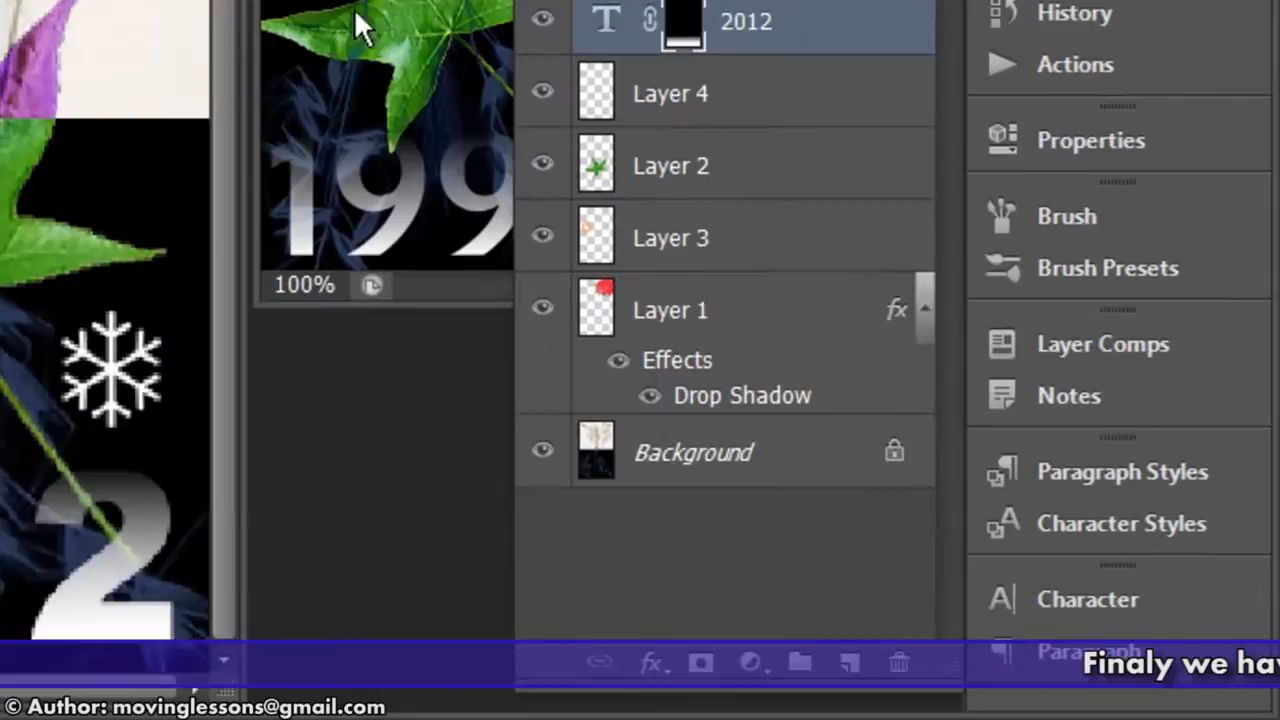 2012
Layer 4
Layer 2
Layer 3
Layer 1
fx
Effects
Drop Shadow
Background
History
Actions
Properties
Brush
Brush Presets
Layer Comps
Notes
Paragraph Styles
Character Styles
Character
Paragraph
199
100%
2
fx
Finaly we hav
© Author: movinglessons@gmail.com